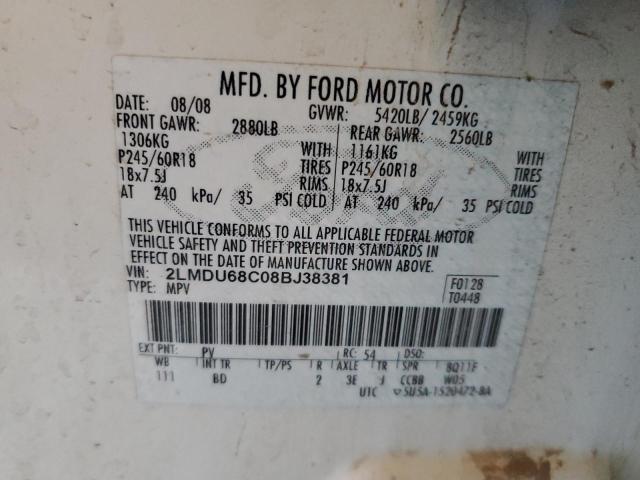 MFD. BY FORD MOTOR CO.
DATE: 08/08 GVWR: 5420LB/ 2459KG
FRONT GAWR: 2880LB REAR GAWR: 2560LB
1306KG WITH 1161KG WITH
P245/60R18 TIRES P245/60R18 TIRES
18x7.5J RIMS 18x7.5J RIMS
AT 240 kPa/ 35 PSI COLD AT 240 kPa/ 35 PSI COLD
THIS VEHICLE CONFORMS TO ALL APPLICABLE FEDERAL MOTOR
VEHICLE SAFETY AND THEFT PREVENTION STANDARDS IN
EFFECT ON THE DATE OF MANUFACTURE SHOWN ABOVE.
VIN: 2LMDU68C08BJ38381 F0128
TYPE: MPV T0448
EXT PNT: PV RC: 54 DSO:
WB INT TR TP/PS R AXLE TR SPR 8Q11F
111 BD 2 3E J CCBB W05
UTC 5U5A-1520472-BA
Ford